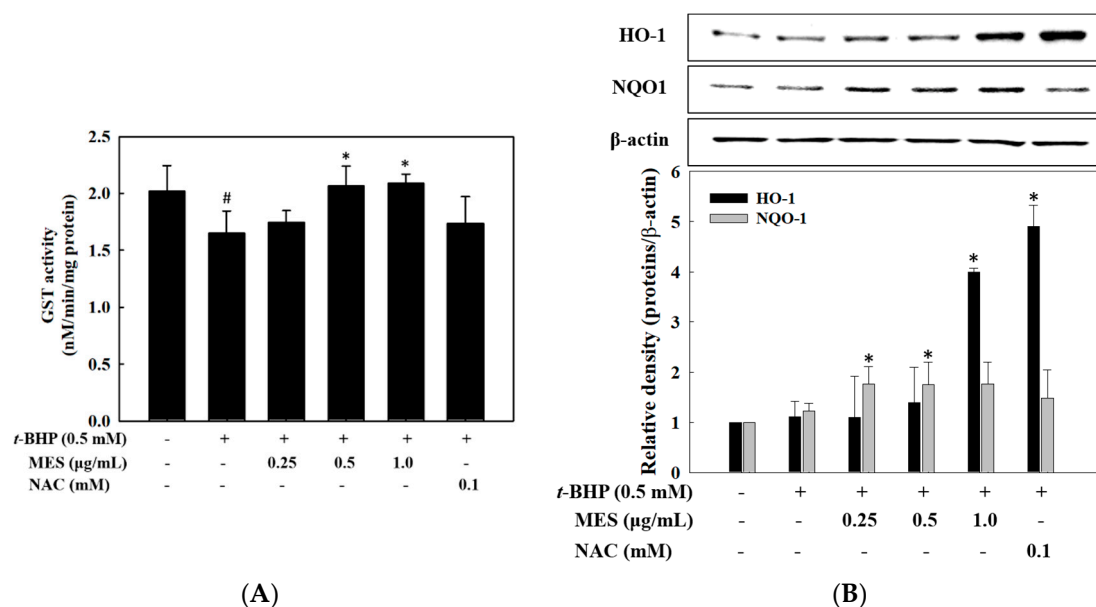 GST activity
(nM/min/mg protein)
2.5
2.0
1.5
1.0
0.5
0.0
#
*
*
t-BHP (0.5 mM) - + + + + +
MES (µg/mL) - - 0.25 0.5 1.0 -
NAC (mM) - - - - - 0.1
(A)
HO-1
NQO1
β-actin
Relative density (proteins/β-actin)
6
5
4
3
2
1
0
HO-1
NQO-1
*
*
*
*
t-BHP (0.5 mM) - + + + + +
MES (µg/mL) - - 0.25 0.5 1.0 -
NAC (mM) - - - - - 0.1
(B)